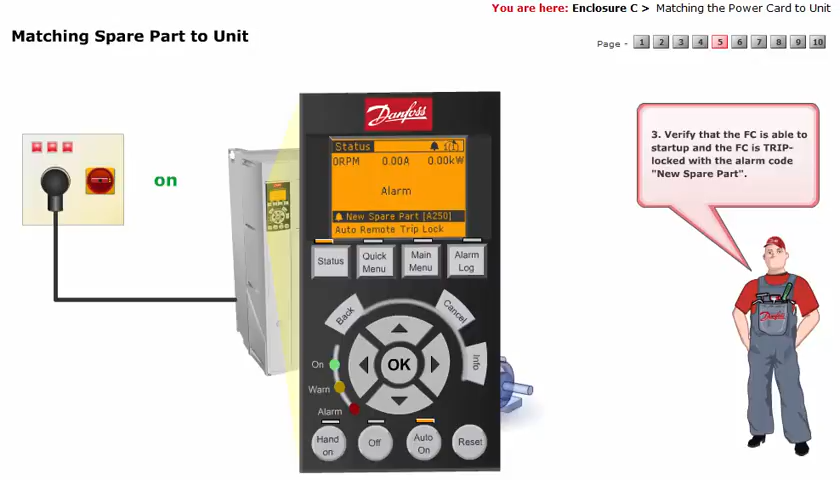 You are here: Enclosure C > Matching the Power Card to Unit
Matching Spare Part to Unit
Page - 1 2 3 4 5 6 7 8 9 10
Danfoss
Status
0RPM 0.00A 0.00kW
Alarm
New Spare Part [A250]
Auto Remote Trip Lock
on
3. Verify that the FC is able to
startup and the FC is TRIP-
locked with the alarm code
"New Spare Part".
Status
Quick
Menu
Main
Menu
Alarm
Log
Back
Cancel
Info
OK
On
Warn
Alarm
Hand
on
Off
Auto
On
Reset
Danfoss